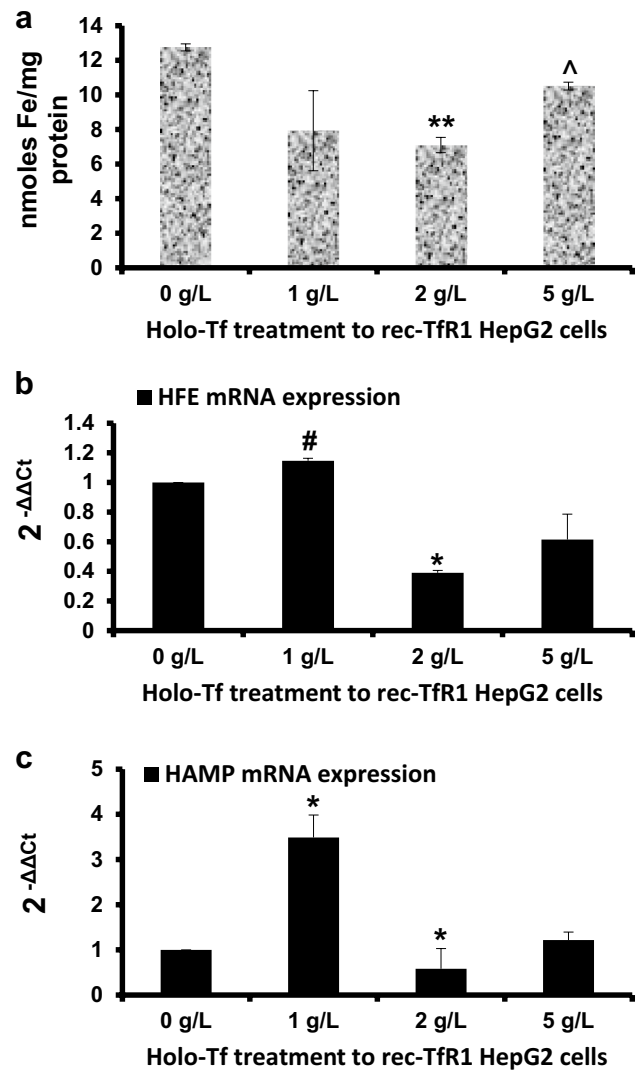 a
nmoles Fe/mg
protein
14
12
10
8
6
4
2
0
**
^
0 g/L 1 g/L 2 g/L 5 g/L
Holo-Tf treatment to rec-TfR1 HepG2 cells
b
HFE mRNA expression
2 -ΔΔCt
1.4
1.2
1
0.8
0.6
0.4
0.2
0
#
*
0 g/L 1 g/L 2 g/L 5 g/L
Holo-Tf treatment to rec-TfR1 HepG2 cells
c
HAMP mRNA expression
2 -ΔΔCt
5
4
3
2
1
0
*
*
0 g/L 1 g/L 2 g/L 5 g/L
Holo-Tf treatment to rec-TfR1 HepG2 cells